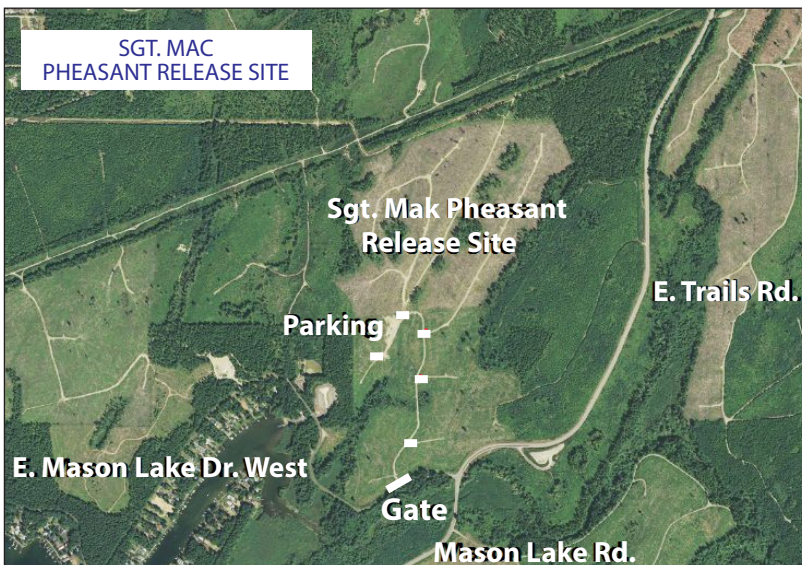 SGT. MAC
PHEASANT RELEASE SITE
Sgt. Mak Pheasant
Release Site
E. Trails Rd.
Parking
E. Mason Lake Dr. West
Gate
Mason Lake Rd.